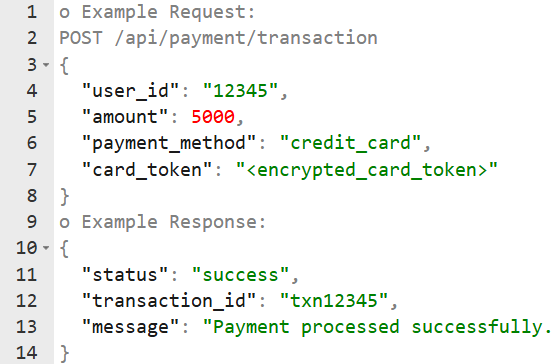 1 o Example Request:
2 POST /api/payment/transaction
3 {
4 "user_id": "12345",
5 "amount": 5000,
6 "payment_method": "credit_card",
7 "card_token": "<encrypted_card_token>"
8 }
9 o Example Response:
10 {
11 "status": "success",
12 "transaction_id": "txn12345",
13 "message": "Payment processed successfully.
14 }